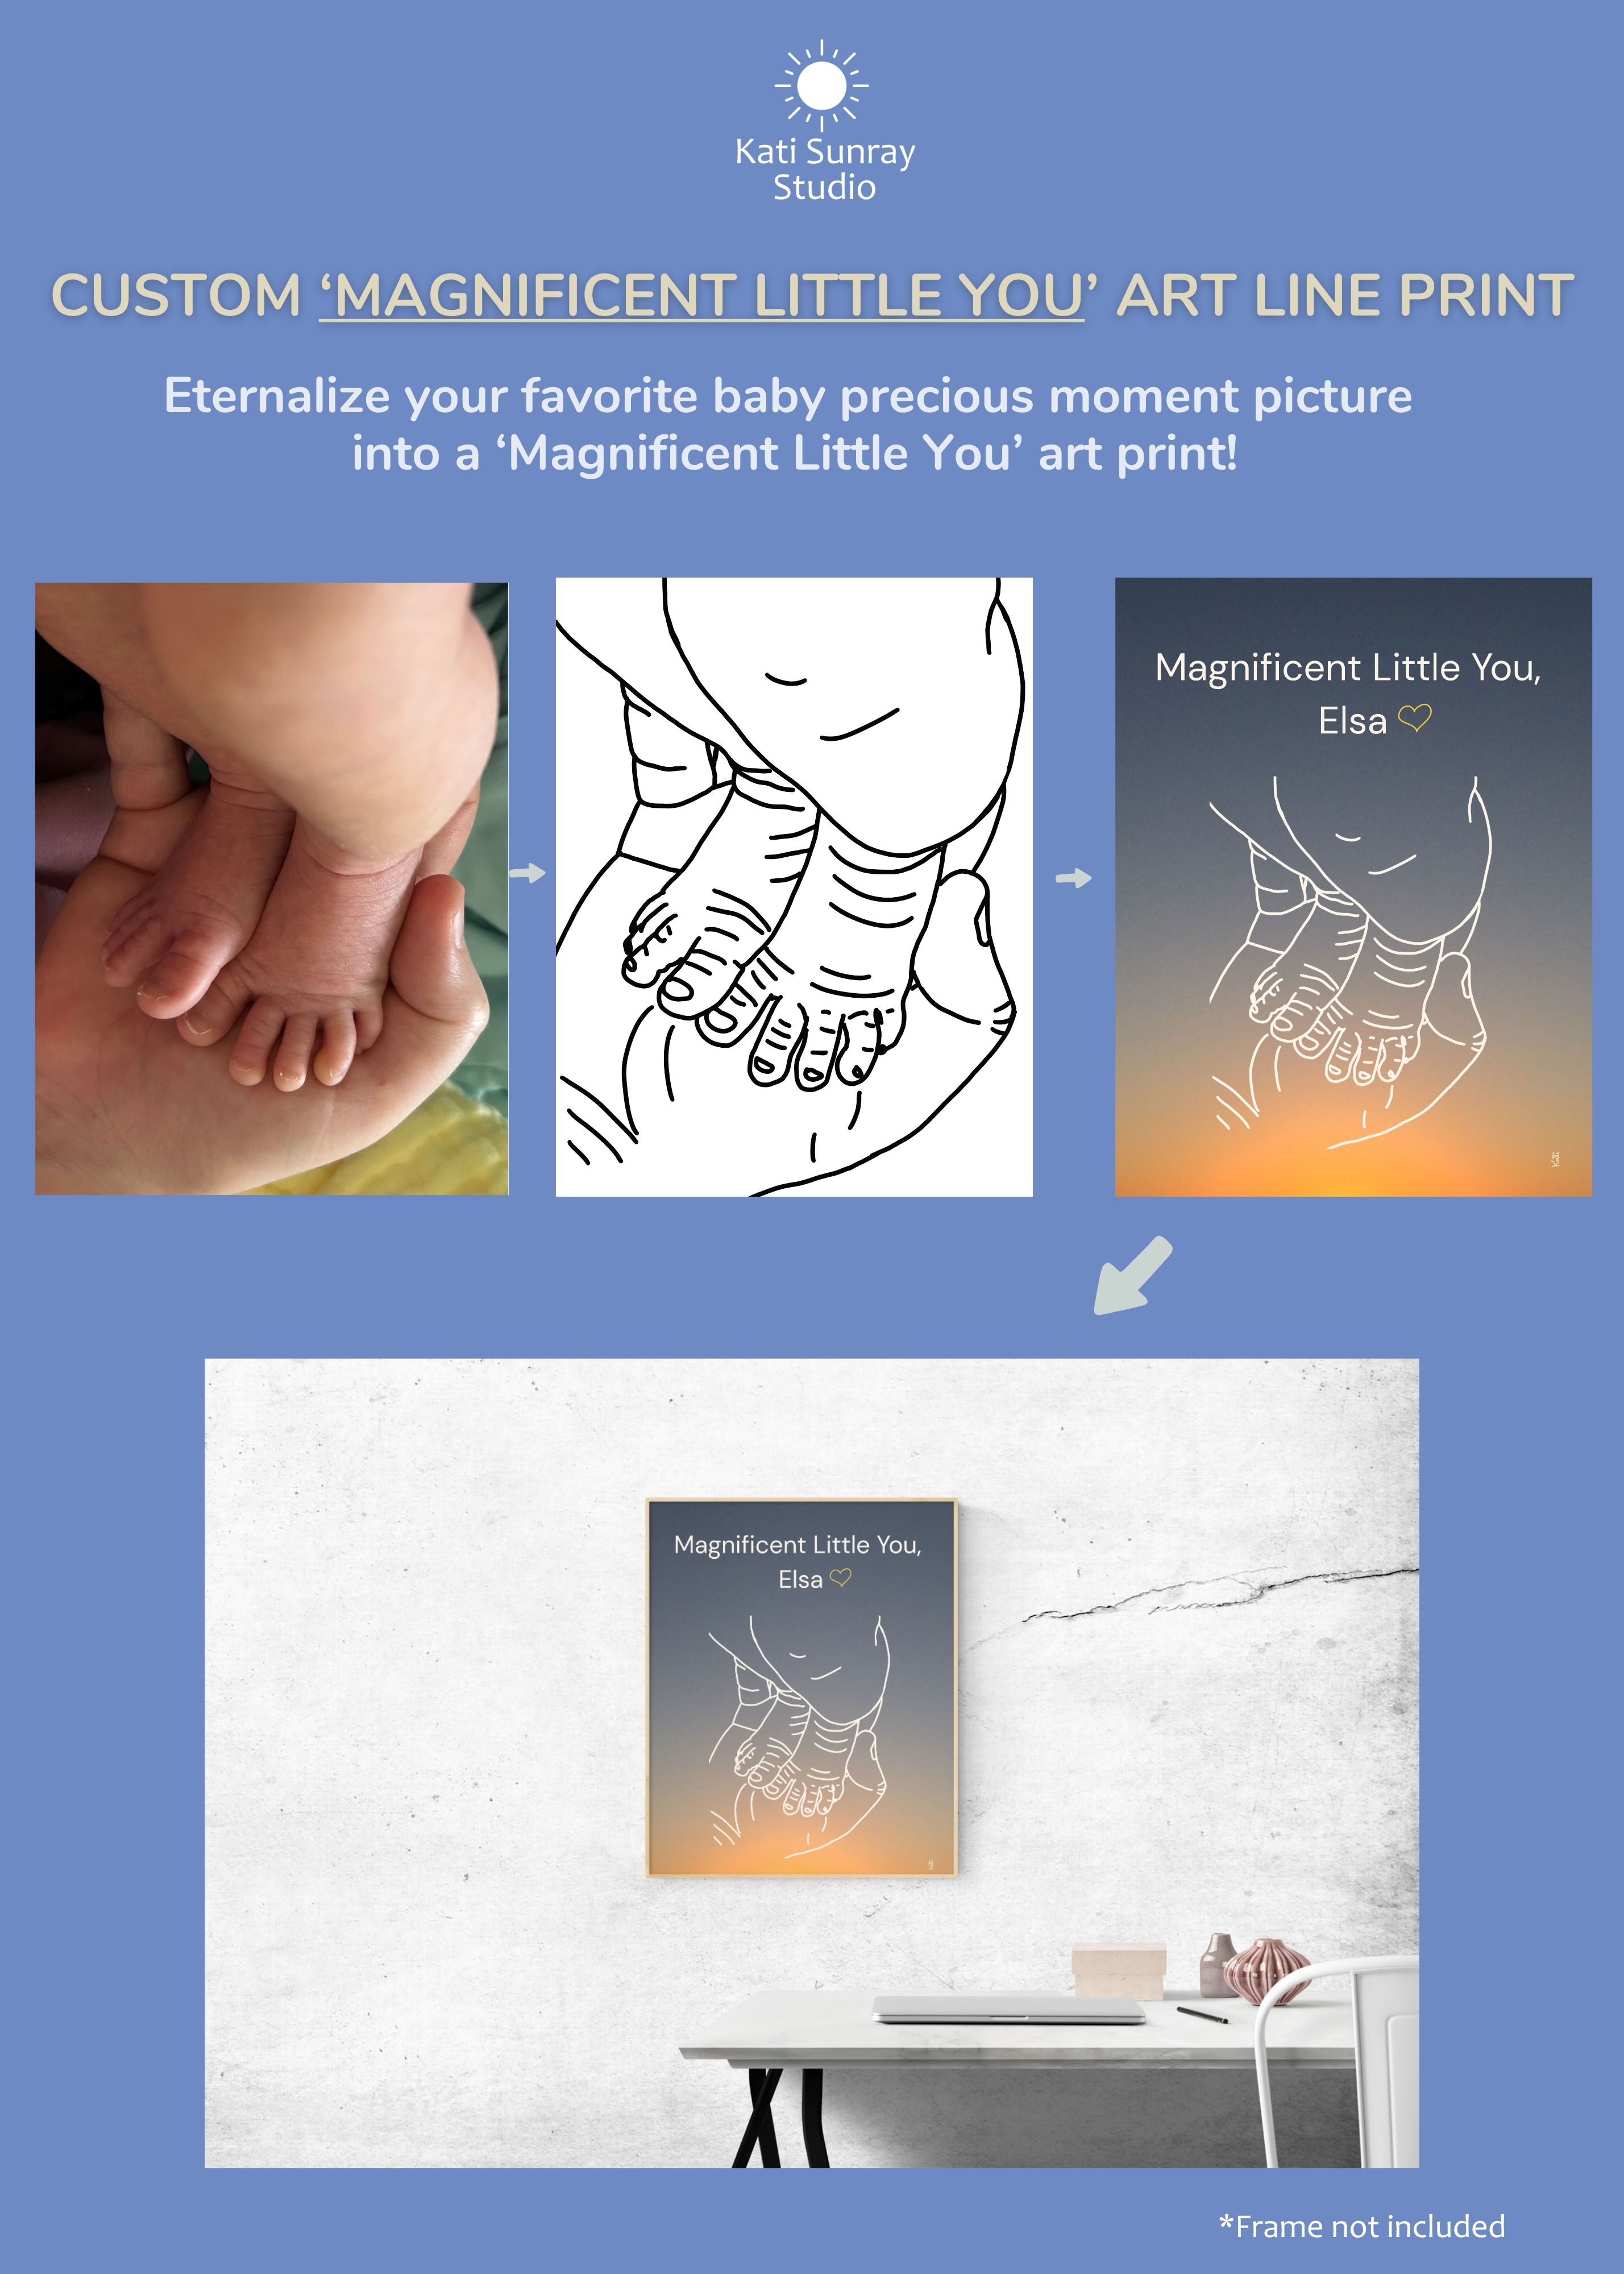 Kati Sunray
Studio
CUSTOM ‘MAGNIFICENT LITTLE YOU’ ART LINE PRINT
Eternalize your favorite baby precious moment picture
into a ‘Magnificent Little You’ art print!
Magnificent Little You,
Elsa ♡
Magnificent Little You,
Elsa ♡
*Frame not included